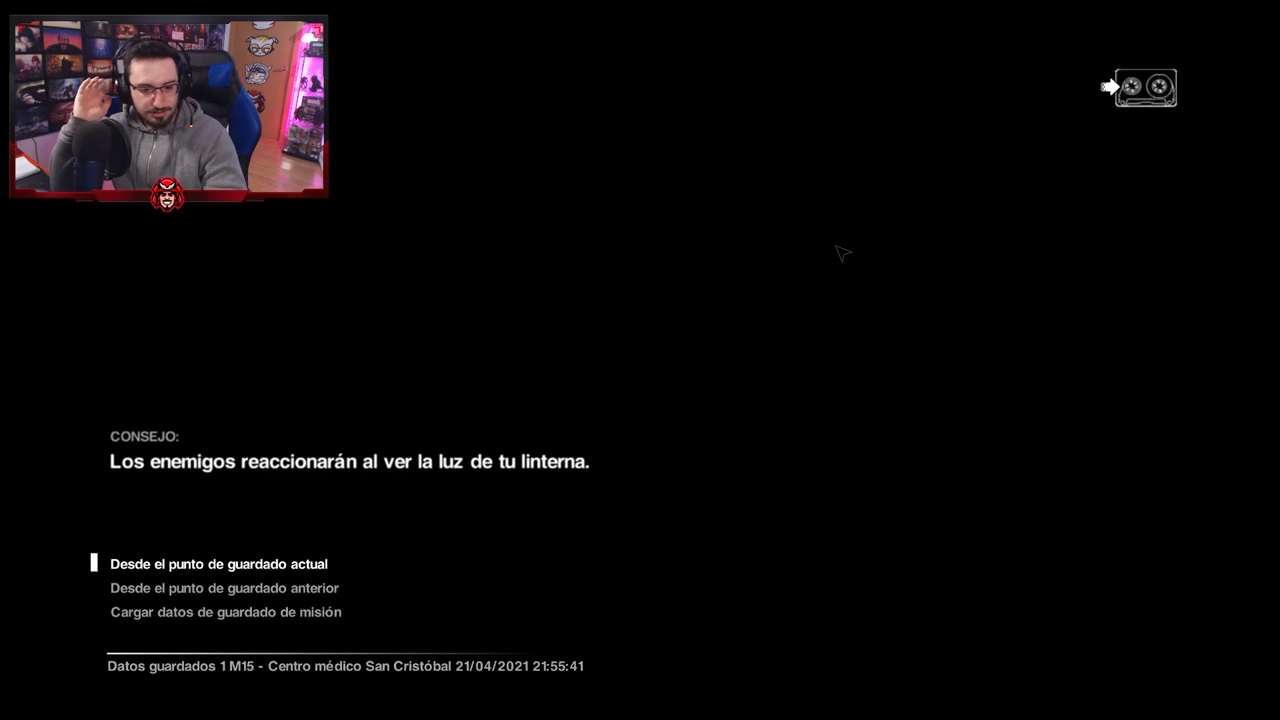 CONSEJO:
Los enemigos reaccionarán al ver la luz de tu linterna.
Desde el punto de guardado actual
Desde el punto de guardado anterior
Cargar datos de guardado de misión
Datos guardados 1 M15 - Centro médico San Cristóbal 21/04/2021 21:55:41